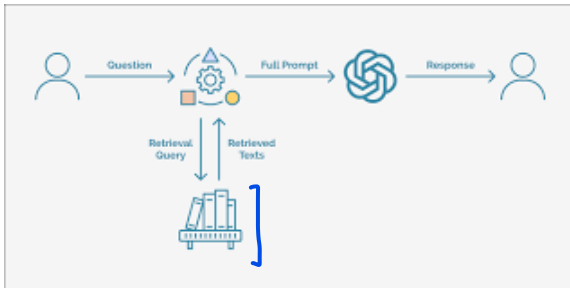 Question
Full Prompt
Response
Retrieval
Query
Retrieved
Texts